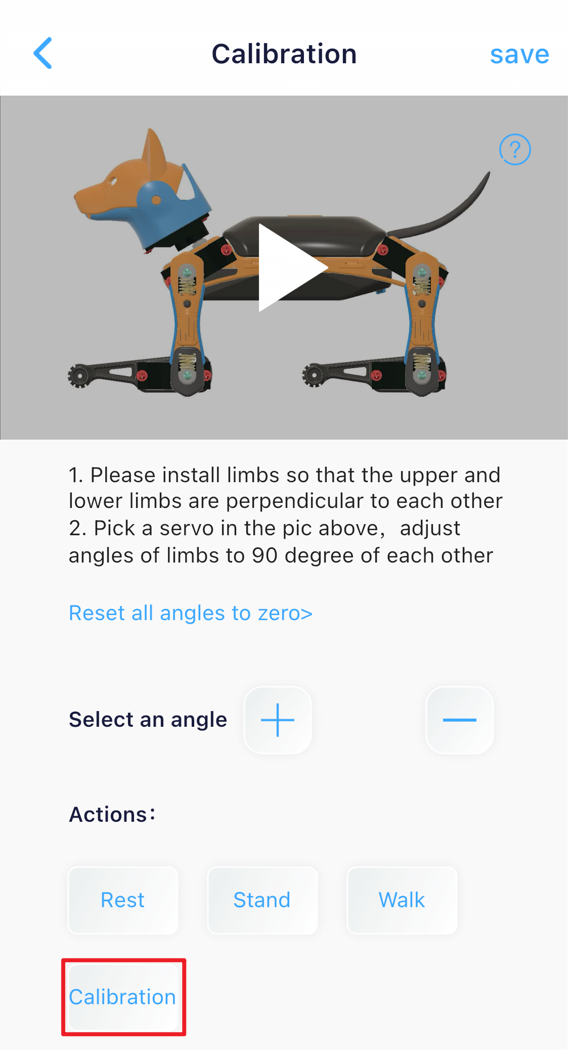 Calibration
save
?
1. Please install limbs so that the upper and
lower limbs are perpendicular to each other
2. Pick a servo in the pic above，adjust
angles of limbs to 90 degree of each other
Reset all angles to zero>
Select an angle
Actions：
Rest
Stand
Walk
Calibration